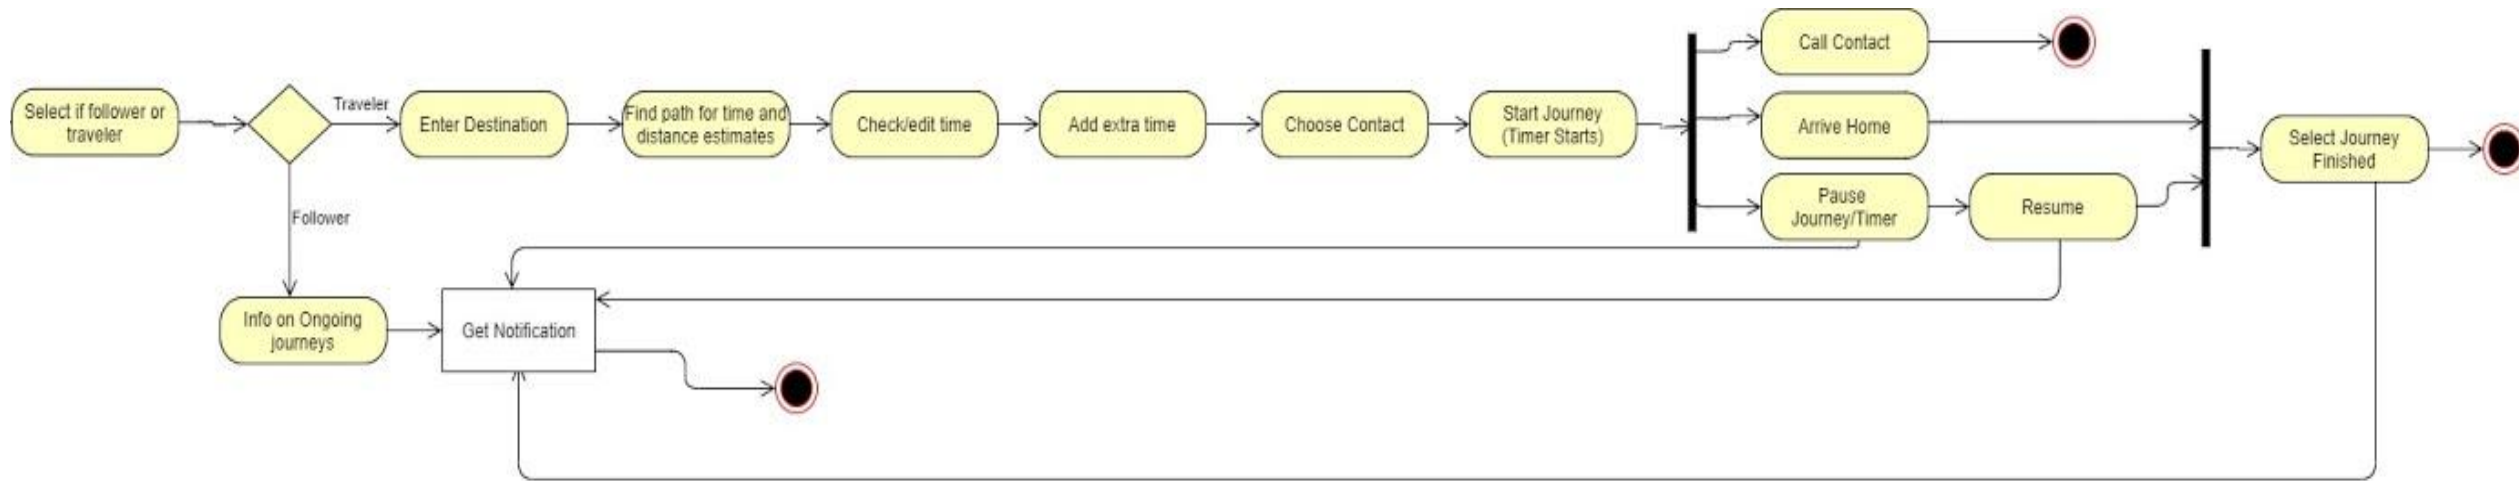 Select if follower or
traveler
Traveler
Follower
Enter Destination
Find path for time and
distance estimates
Check/edit time
Add extra time
Choose Contact
Start Journey
(Timer Starts)
Call Contact
Arrive Home
Pause
Journey/Timer
Resume
Select Journey
Finished
Info on Ongoing
journeys
Get Notification